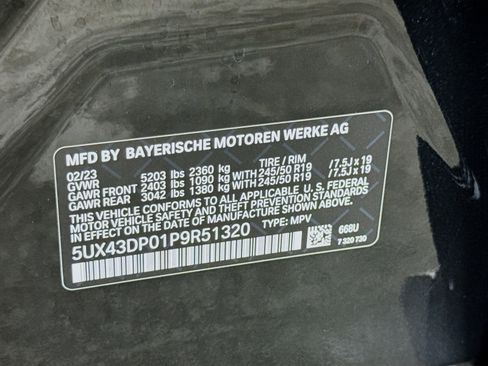 MFD BY BAYERISCHE MOTOREN WERKE AG
02/23 5203 lbs 2360 kg TIRE / RIM
GVWR
GAWR FRONT 2403 lbs 1090 kg WITH 245/50 R19 /7.5J x 19
GAWR REAR 3042 lbs 1380 kg WITH 245/50 R19 /7.5J x 19
THIS VEHICLE CONFORMS TO ALL APPLICABLE U.S. FEDERAL
MOTOR VEHICLE SAFETY STANDARDS IN EFFECT ON THE
DATE OF MANUFACTURE SHOWN ABOVE.
5UX43DP01P9R51320 TYPE: MPV
668U
7 320 720